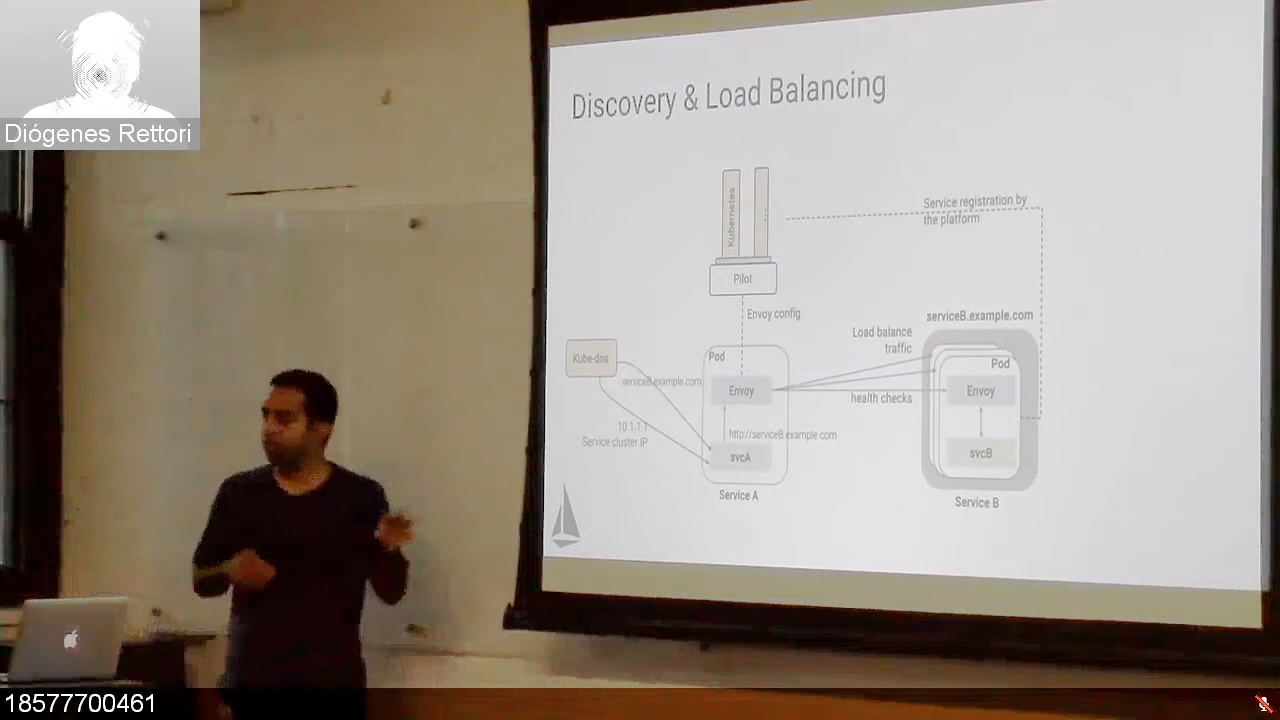 Diógenes Rettori
Discovery & Load Balancing
Kubernetes
...
Service registration by
the platform
Pilot
Envoy config
serviceB.example.com
Load balance
traffic
Kube-dns
Pod
Pod
serviceB.example.com
Envoy
Envoy
health checks
10.1.1.1
Service cluster IP
http://serviceB.example.com
svcA
svcB
Service A
Service B
18577700461